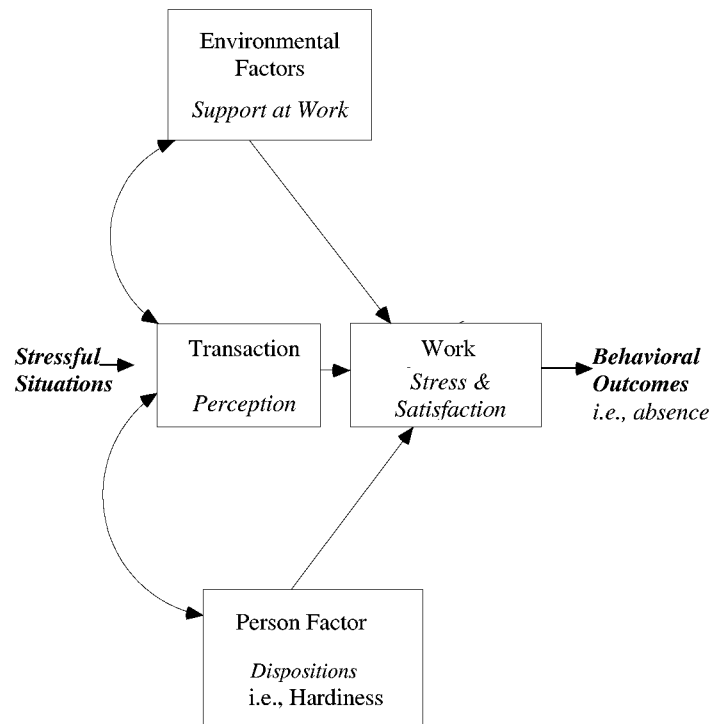 Environmental
Factors
Support at Work
Stressful
Situations
Transaction
Perception
Work
Stress &
Satisfaction
Behavioral
Outcomes
i.e., absence
Person Factor
Dispositions
i.e., Hardiness